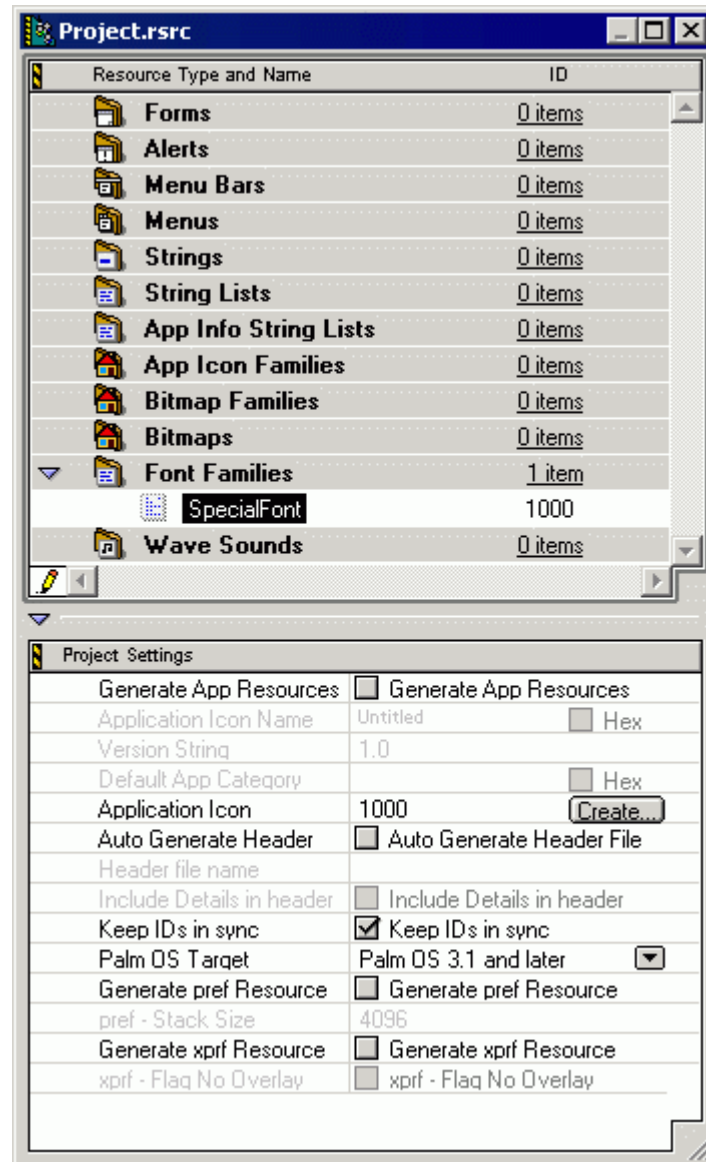 Project.rsrc
Resource Type and Name ID
Forms 0 items
Alerts 0 items
Menu Bars 0 items
Menus 0 items
Strings 0 items
String Lists 0 items
App Info String Lists 0 items
App Icon Families 0 items
Bitmap Families 0 items
Bitmaps 0 items
Font Families 1 item
SpecialFont 1000
Wave Sounds 0 items
Project Settings
Generate App Resources Generate App Resources
Application Icon Name Untitled Hex
Version String 1.0
Default App Category Hex
Application Icon 1000 Create...
Auto Generate Header Auto Generate Header File
Header file name
Include Details in header Include Details in header
Keep IDs in sync Keep IDs in sync
Palm OS Target Palm OS 3.1 and later
Generate pref Resource Generate pref Resource
pref - Stack Size 4096
Generate xprf Resource Generate xprf Resource
xprf - Flag No Overlay xprf - Flag No Overlay